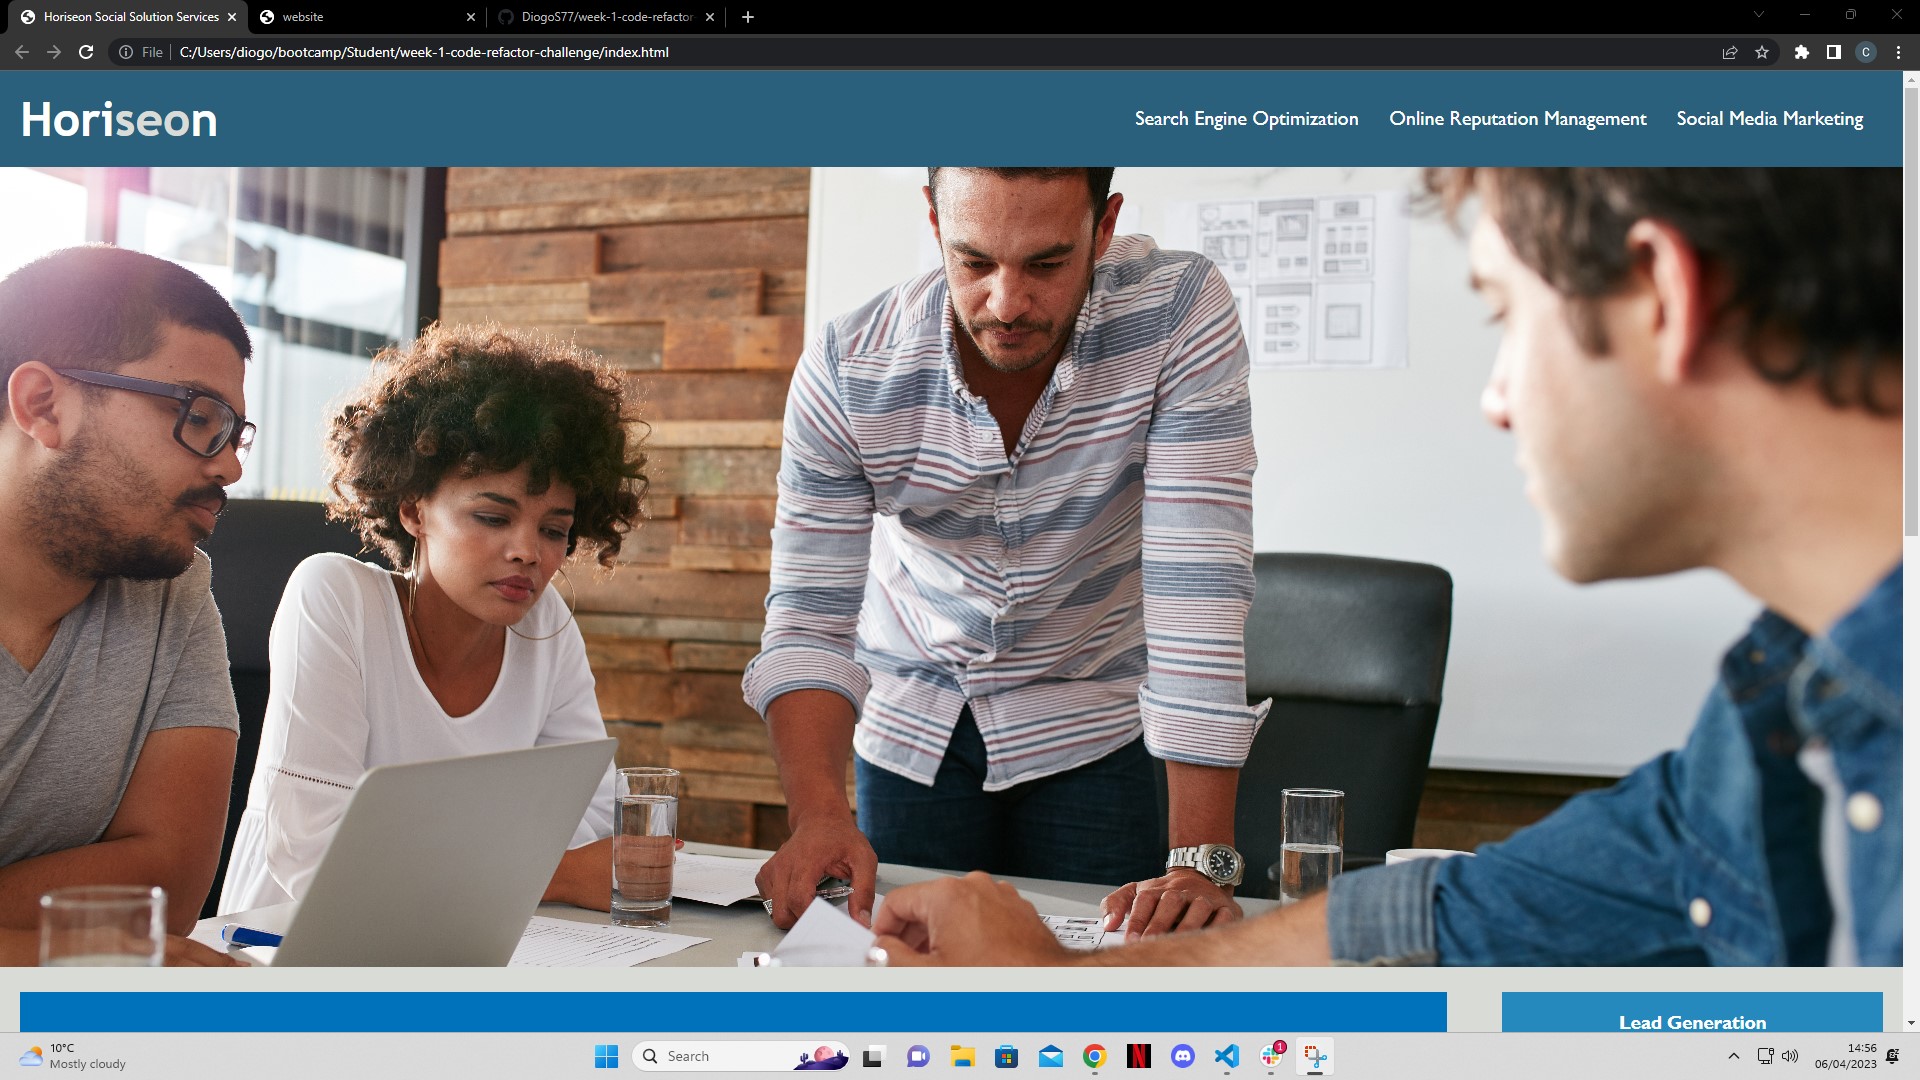 Horiseon Social Solution Services
website
DiogoS77/week-1-code-refactor
File
C:/Users/diogo/bootcamp/Student/week-1-code-refactor-challenge/index.html
C
Horiseon
Search Engine Optimization
Online Reputation Management
Social Media Marketing
Lead Generation
10°C
Mostly cloudy
Search
N
1
14:56
06/04/2023